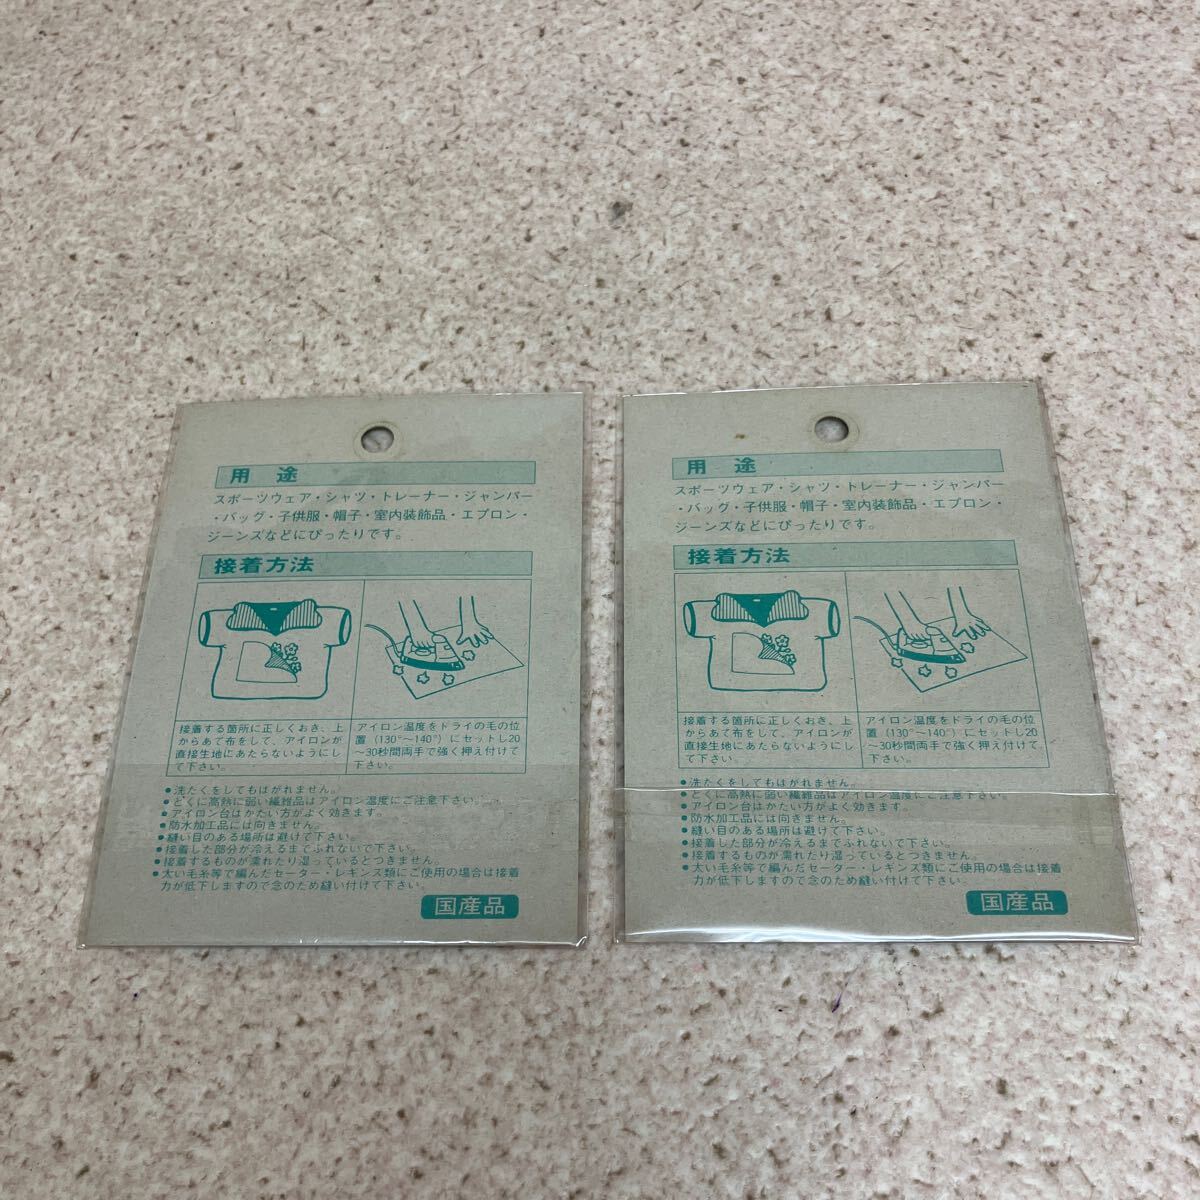 用途
スポーツウェア・シャツ・トレーナー・ジャンパー
・バッグ・子供服・帽子・室内装飾品・エプロン・
ジーンズなどにぴったりです。
接着方法
接着する箇所に正しくおき、上
からあて布をして、アイロンが
直接生地にあたらないようにし
て下さい。
アイロン温度をドライの毛の位
置(130°〜140°)にセットし20
〜30秒間両手で強く押え付けて
下さい。
●洗たくをしてもはがれません。
●とくに高熱に弱い繊維品はアイロン温度にご注意下さい。
●アイロン台はかたい方がよく効きます。
●防水加工品には向きません。
●縫い目のある場所は避けて下さい。
●接着した部分が冷えるまでふれないで下さい。
●接着するものが濡れたり湿っているとつきません。
●太い毛糸等で編んだセーター・レギンス類にご使用の場合は接着
力が低下しますので念のため縫い付けて下さい。
国産品
用途
スポーツウェア・シャツ・トレーナー・ジャンパー
・バッグ・子供服・帽子・室内装飾品・エプロン・
ジーンズなどにぴったりです。
接着方法
接着する箇所に正しくおき、上
からあて布をして、アイロンが
直接生地にあたらないようにし
て下さい。
アイロン温度をドライの毛の位
置(130°〜140°)にセットし20
〜30秒間両手で強く押え付けて
下さい。
●洗たくをしてもはがれません。
●とくに高熱に弱い繊維品はアイロン温度にご注意下さい。
●アイロン台はかたい方がよく効きます。
●防水加工品には向きません。
●縫い目のある場所は避けて下さい。
●接着した部分が冷えるまでふれないで下さい。
●接着するものが濡れたり湿っているとつきません。
●太い毛糸等で編んだセーター・レギンス類にご使用の場合は接着
力が低下しますので念のため縫い付けて下さい。
国産品